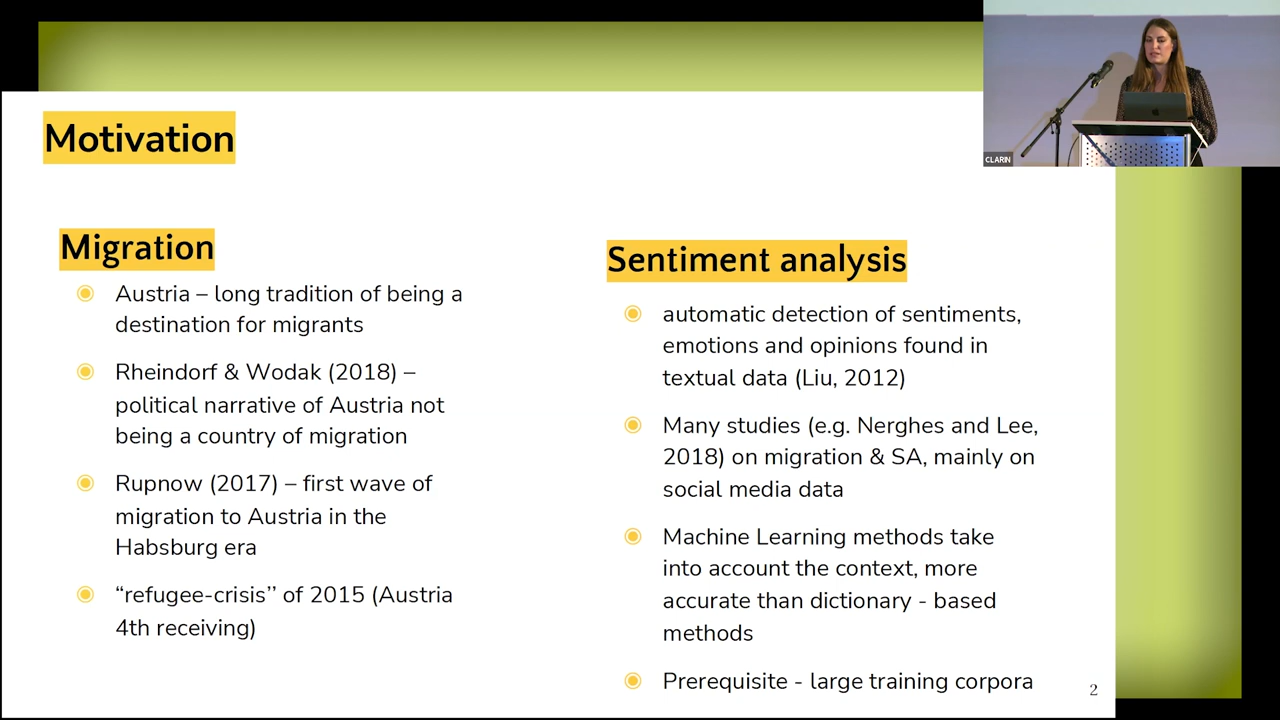 Motivation
Migration
Austria – long tradition of being a
destination for migrants
Rheindorf & Wodak (2018) –
political narrative of Austria not
being a country of migration
Rupnow (2017) – first wave of
migration to Austria in the
Habsburg era
“refugee-crisis’’ of 2015 (Austria
4th receiving)
Sentiment analysis
automatic detection of sentiments,
emotions and opinions found in
textual data (Liu, 2012)
Many studies (e.g. Nerghes and Lee,
2018) on migration & SA, mainly on
social media data
Machine Learning methods take
into account the context, more
accurate than dictionary - based
methods
Prerequisite - large training corpora
2
CLARIN